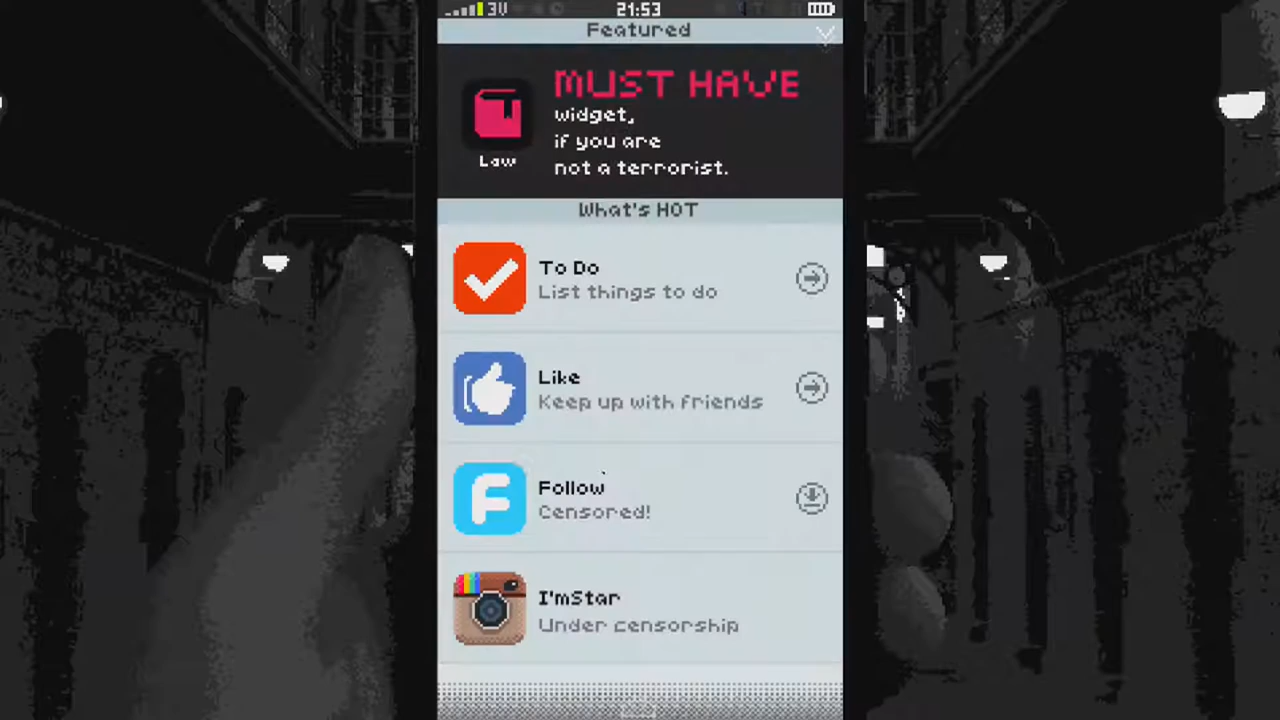 3V
21:53
Featured
MUST HAVE
widget,
if you are
not a terrorist.
Law
What's HOT
To Do
List things to do
Like
Keep up with friends
Follow
Censored!
I'mStar
Under censorship